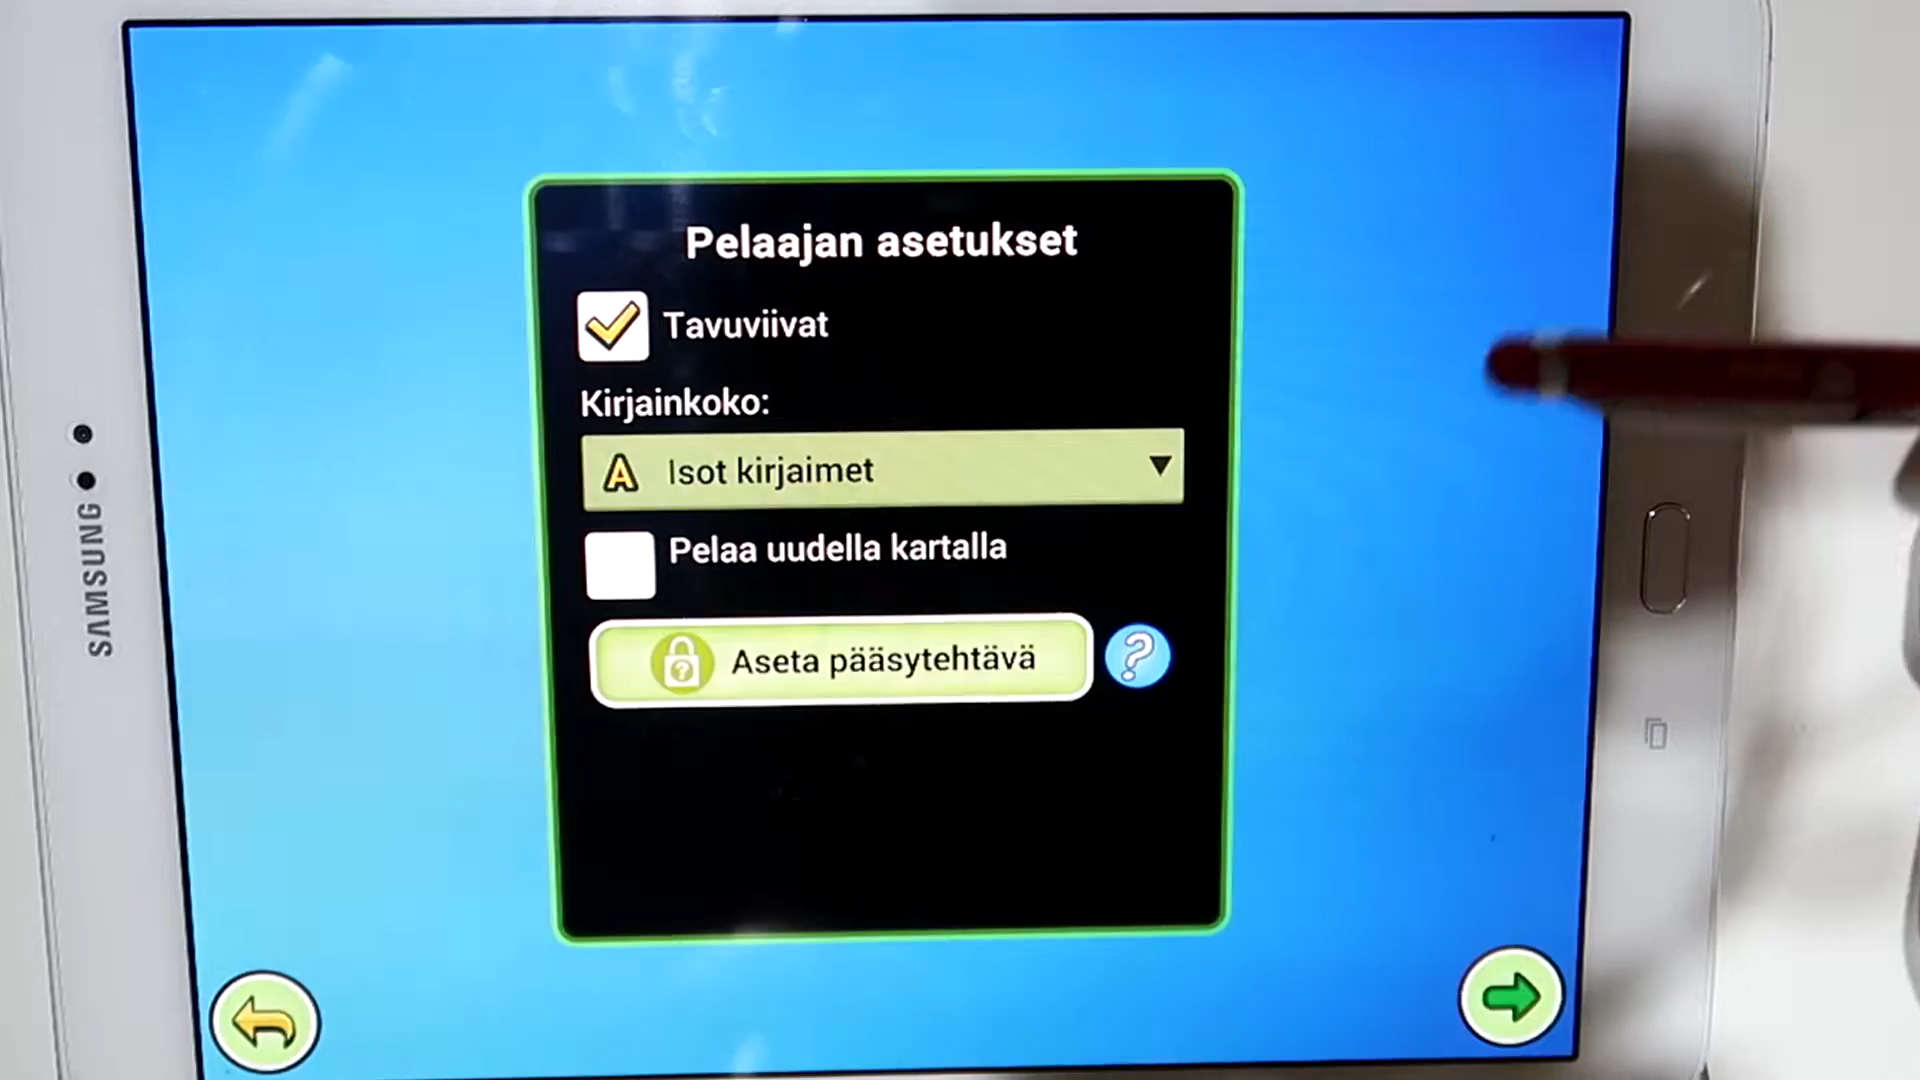 Pelaajan asetukset
Tavuviivat
Kirjainkoko:
A Isot kirjaimet
Pelaa uudella kartalla
Aseta pääsytehtävä
SAMSUNG